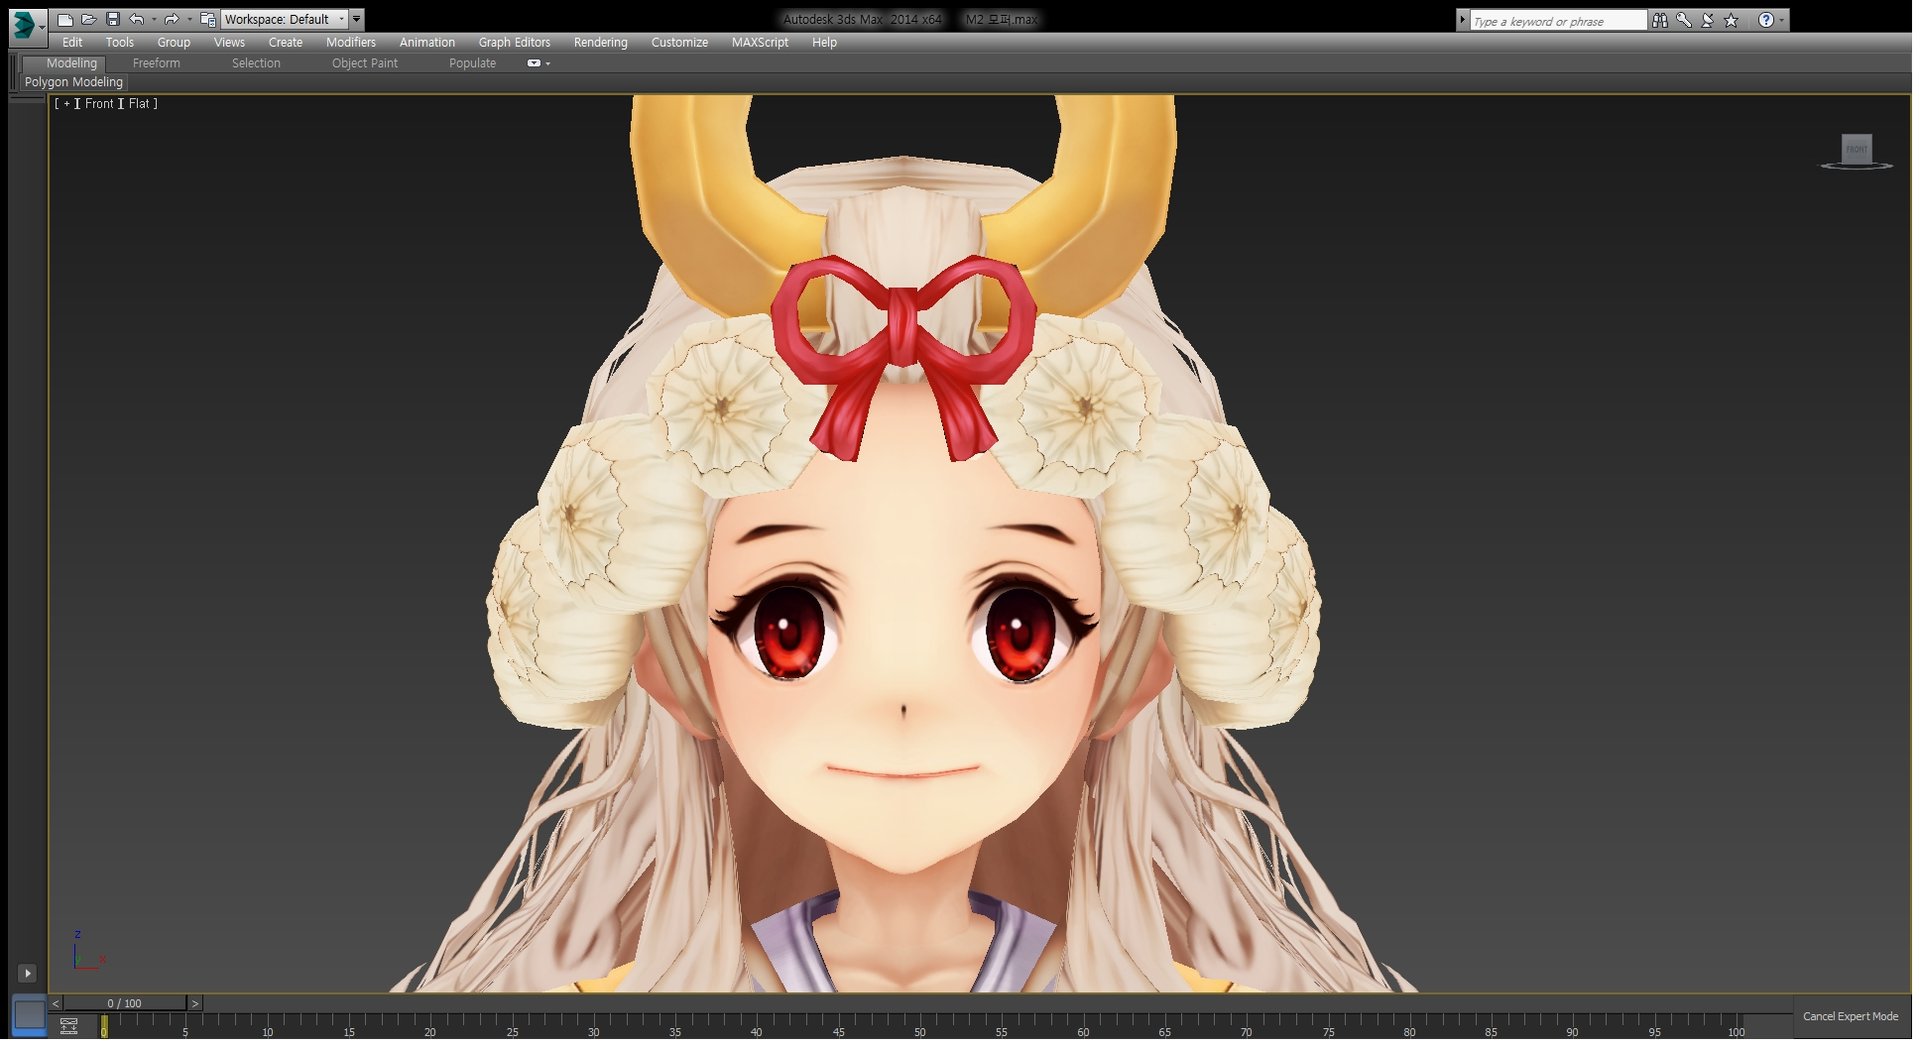 Workspace: Default
Autodesk 3ds Max 2014 x64 M2 모퍼.max
Type a keyword or phrase
Edit Tools Group Views Create Modifiers Animation Graph Editors Rendering Customize MAXScript Help
Modeling Freeform Selection Object Paint Populate
Polygon Modeling
[ + ] [ Front ] [ Flat ]
FRONT
z
y x
< 0 / 100 >
0 5 10 15 20 25 30 35 40 45 50 55 60 65 70 75 80 85 90 95 100
Cancel Expert Mode